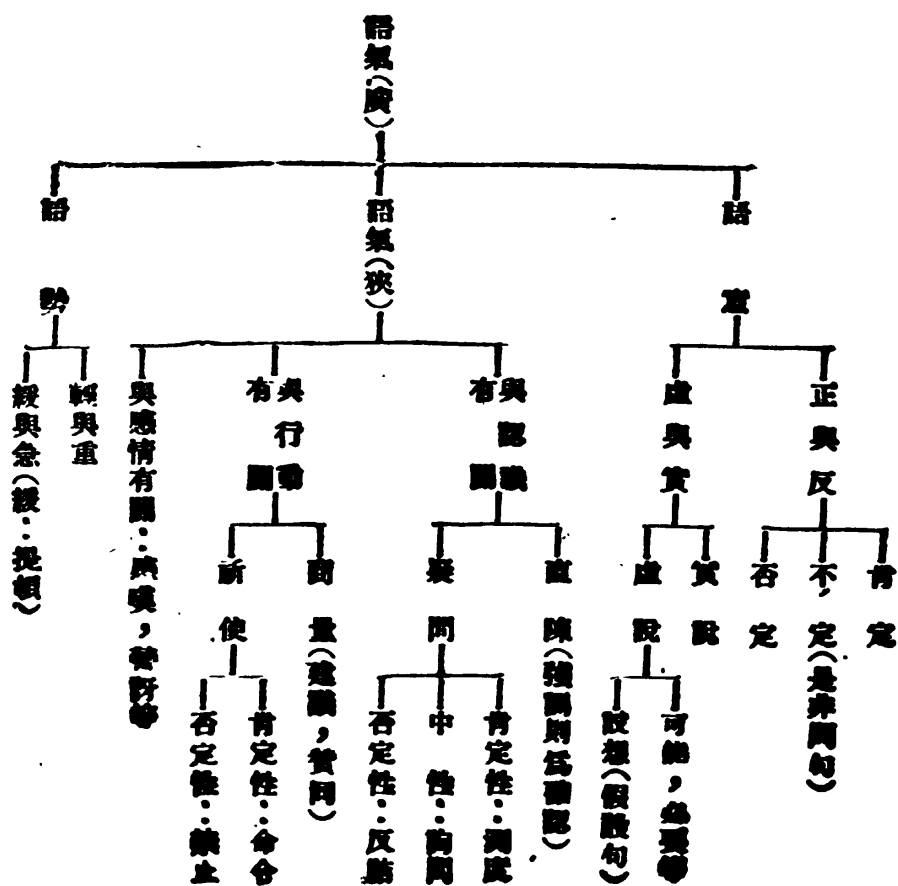 語氣(廣)
語意
語氣(狹)
語勢
正與反
虛與實
與認識有關
與行動有關
與感情有關：感嘆，驚訝等
輕與重
緩與急(緩：提頓)
肯定
不定(是非問句)
否定
實說
虛說
直陳(強調則爲確認)
疑問
商量(建議，贊同)
祈使
可能，必要等
設想(假設句)
肯定性：測度
中性：詢問
否定性：反詰
肯定性：命令
否定性：禁止